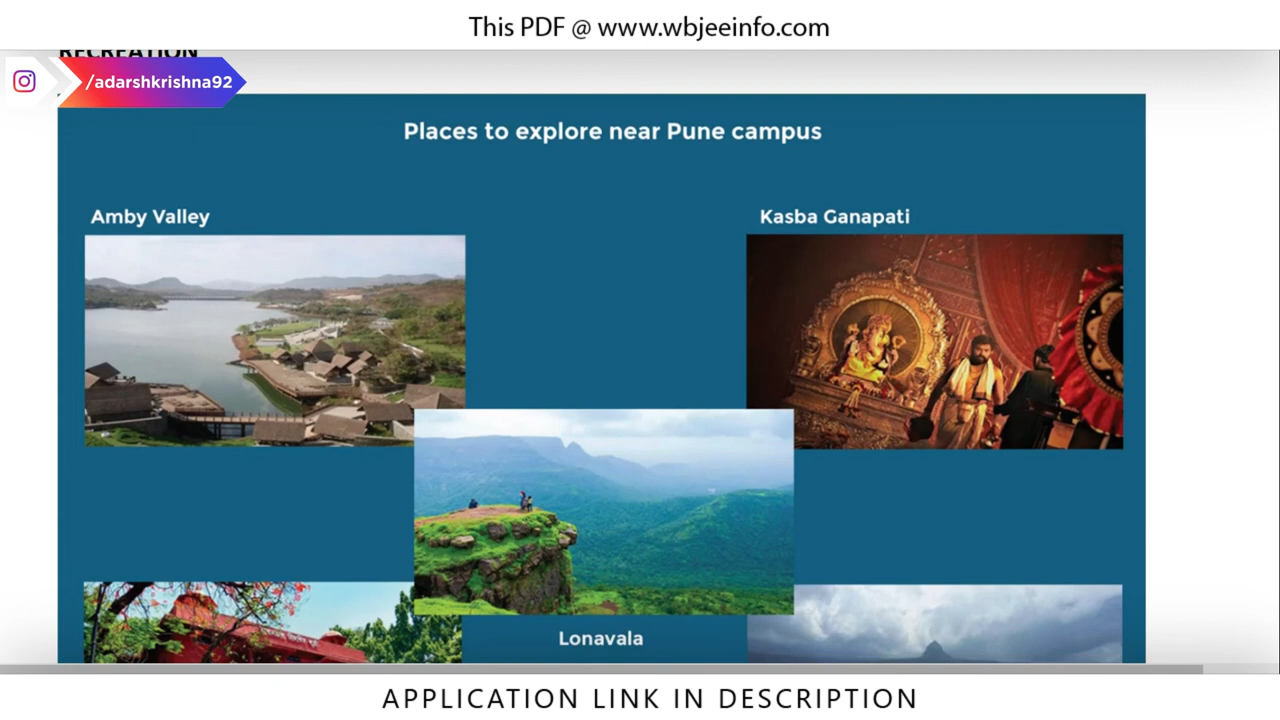 This PDF @ www.wbjeeinfo.com
RECREATION
/adarshkrishna92
Places to explore near Pune campus
Amby Valley
Kasba Ganapati
Lonavala
APPLICATION LINK IN DESCRIPTION